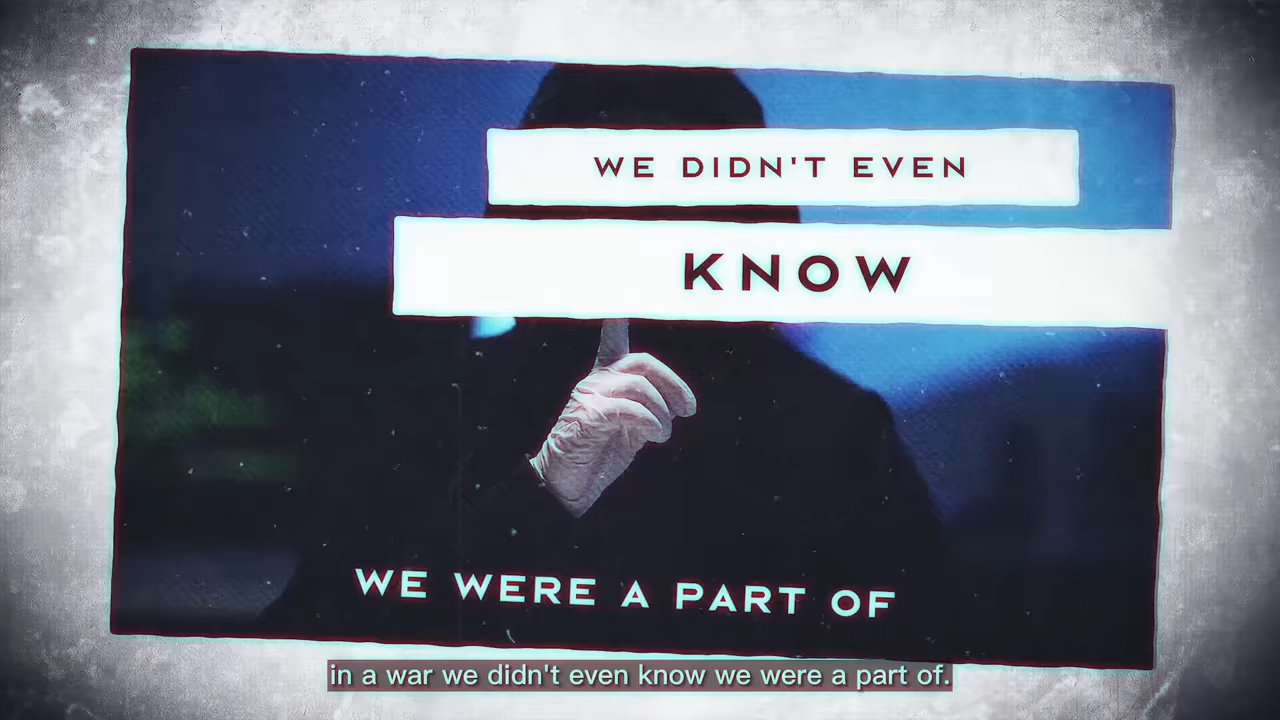 WE DIDN'T EVEN
KNOW
WE WERE A PART OF
in a war we didn't even know we were a part of.